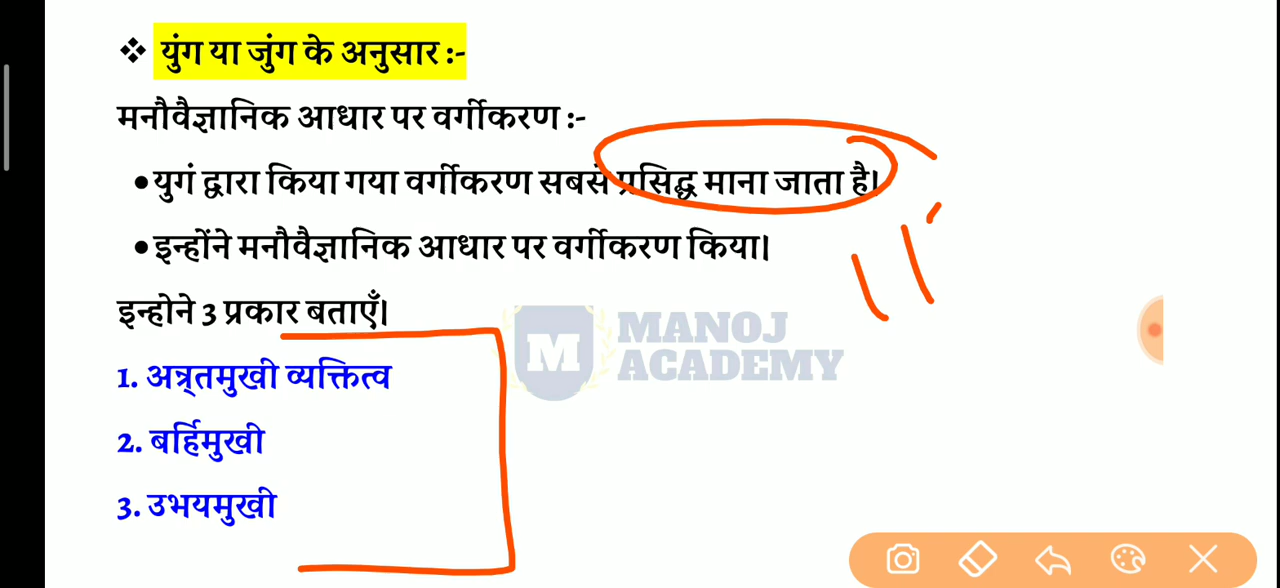 ❖ युंग या जुंग के अनुसार :-
मनौवैज्ञानिक आधार पर वर्गीकरण :-
•युगं द्वारा किया गया वर्गीकरण सबसे प्रसिद्ध माना जाता है।
•इन्होंने मनौवैज्ञानिक आधार पर वर्गीकरण किया।
इन्होने 3 प्रकार बताएँ।
M MANOJ
ACADEMY
1. अन्र्तमुखी व्यक्तित्व
2. बर्हिमुखी
3. उभयमुखी